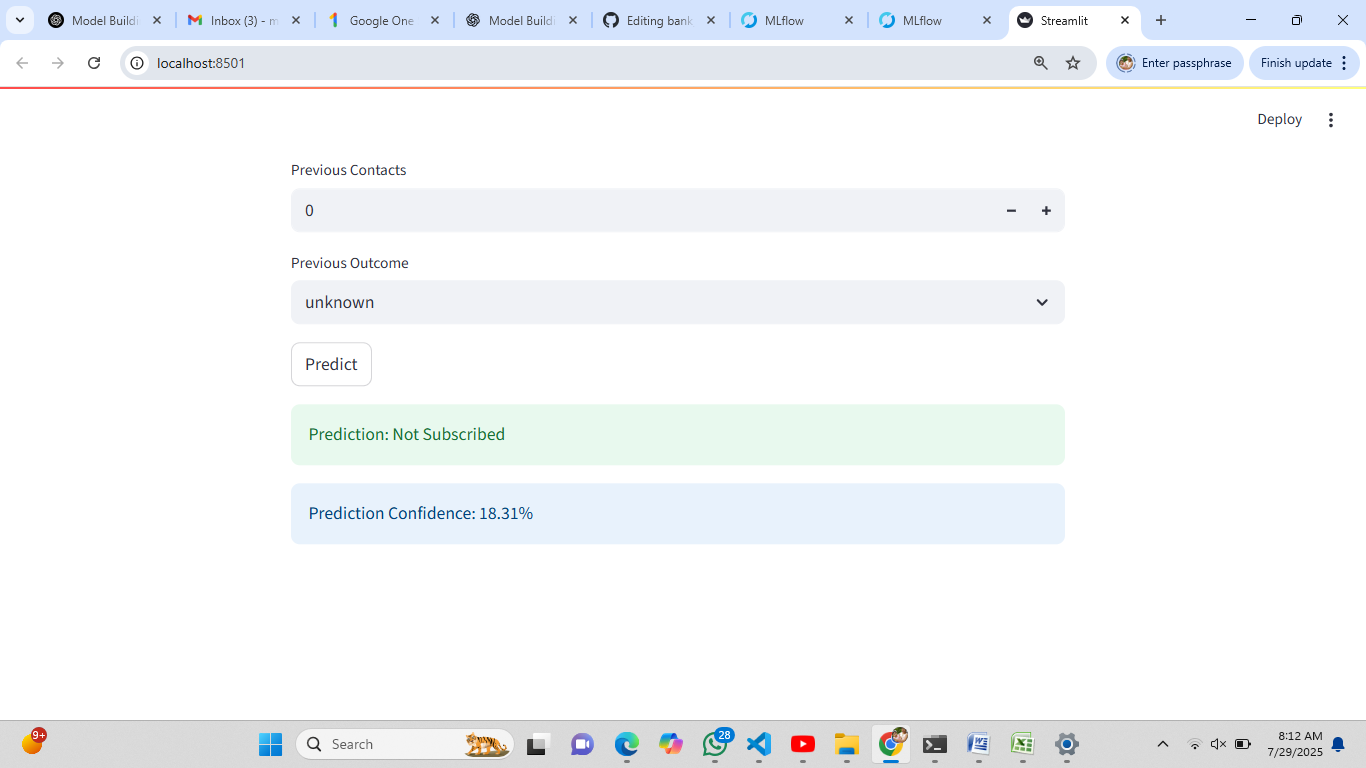 Model Buildi
Inbox (3) - m
Google One
Model Buildi
Editing bank
MLflow
MLflow
Streamlit
localhost:8501
Enter passphrase
Finish update
Deploy
Previous Contacts
0
Previous Outcome
unknown
Predict
Prediction: Not Subscribed
Prediction Confidence: 18.31%
9+
Search
28
8:12 AM
7/29/2025